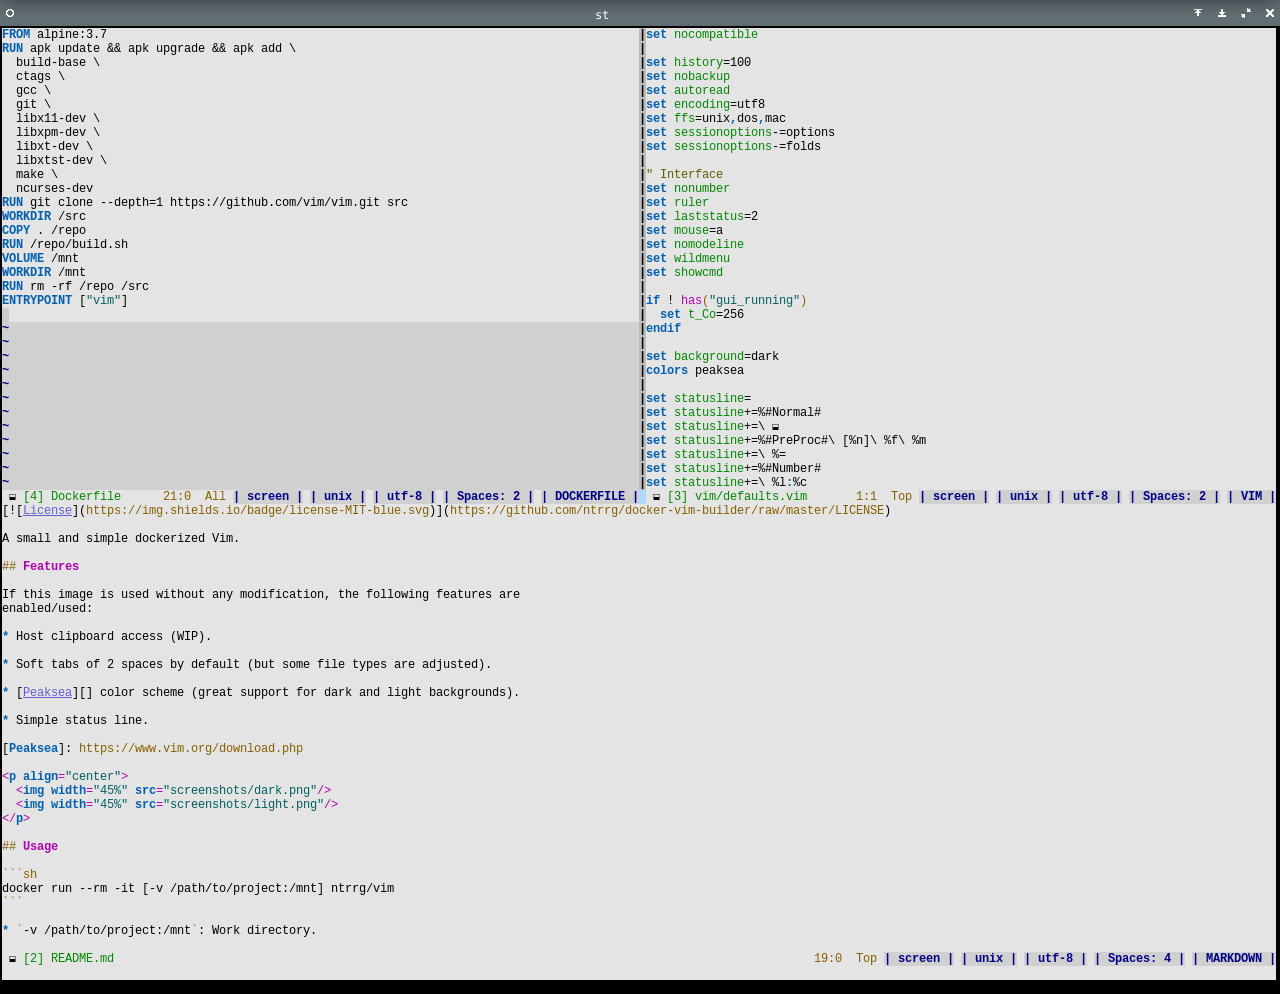 st
FROM alpine:3.7
RUN apk update && apk upgrade && apk add \
  build-base \
  ctags \
  gcc \
  git \
  libx11-dev \
  libxpm-dev \
  libxt-dev \
  libxtst-dev \
  make \
  ncurses-dev
RUN git clone --depth=1 https://github.com/vim/vim.git src
WORKDIR /src
COPY . /repo
RUN /repo/build.sh
VOLUME /mnt
WORKDIR /mnt
RUN rm -rf /repo /src
ENTRYPOINT ["vim"]
~
~
~
~
~
~
~
~
~
~
~
~
⬓ [4] Dockerfile 21:0 All | screen | | unix | | utf-8 | | Spaces: 2 | | DOCKERFILE |
set nocompatible

set history=100
set nobackup
set autoread
set encoding=utf8
set ffs=unix,dos,mac
set sessionoptions-=options
set sessionoptions-=folds

" Interface
set nonumber
set ruler
set laststatus=2
set mouse=a
set nomodeline
set wildmenu
set showcmd

if ! has("gui_running")
  set t_Co=256
endif

set background=dark
colors peaksea

set statusline=
set statusline+=%#Normal#
set statusline+=\ ⬓
set statusline+=%#PreProc#\ [%n]\ %f\ %m
set statusline+=\ %=
set statusline+=%#Number#
set statusline+=\ %l:%c
⬓ [3] vim/defaults.vim 1:1 Top | screen | | unix | | utf-8 | | Spaces: 2 | | VIM |
[![License](https://img.shields.io/badge/license-MIT-blue.svg)](https://github.com/ntrrg/docker-vim-builder/raw/master/LICENSE)

A small and simple dockerized Vim.

## Features

If this image is used without any modification, the following features are
enabled/used:

* Host clipboard access (WIP).

* Soft tabs of 2 spaces by default (but some file types are adjusted).

* [Peaksea][] color scheme (great support for dark and light backgrounds).

* Simple status line.

[Peaksea]: https://www.vim.org/download.php

<p align="center">
  <img width="45%" src="screenshots/dark.png"/>
  <img width="45%" src="screenshots/light.png"/>
</p>

## Usage

```sh
docker run --rm -it [-v /path/to/project:/mnt] ntrrg/vim
```

* `-v /path/to/project:/mnt`: Work directory.

⬓ [2] README.md 19:0 Top | screen | | unix | | utf-8 | | Spaces: 4 | | MARKDOWN |